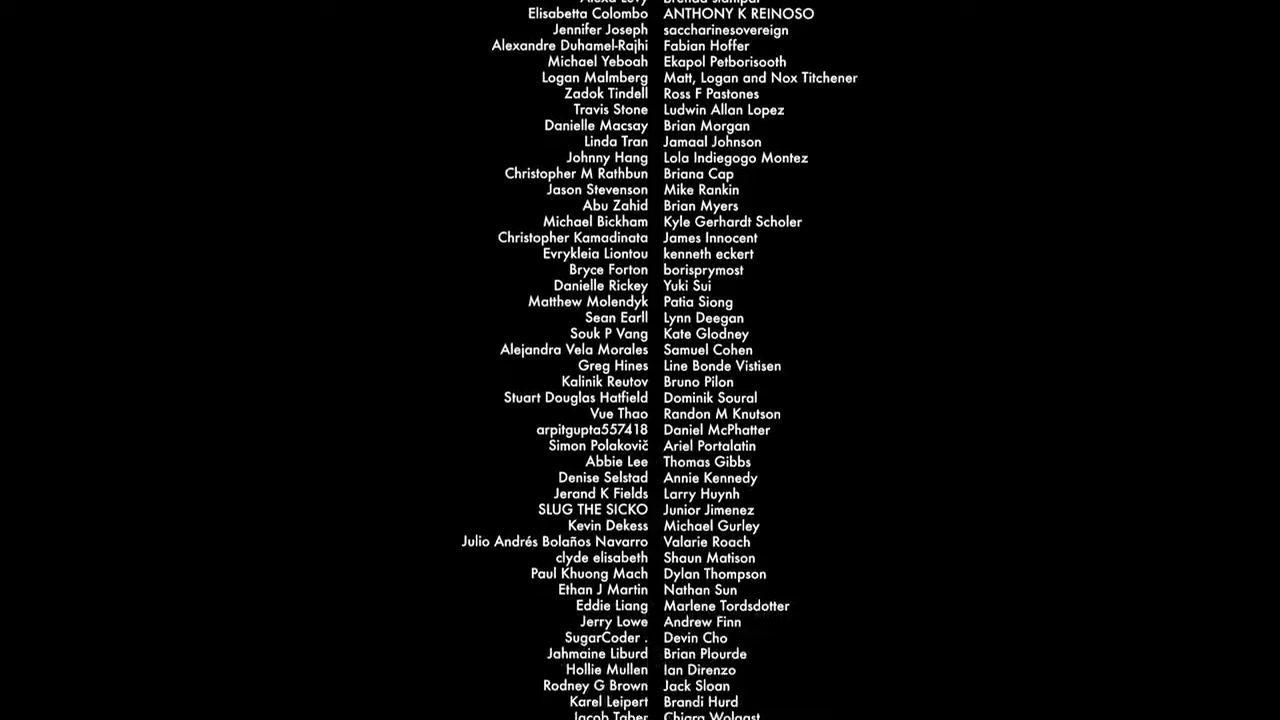 Elisabetta Colombo ANTHONY K REINOSO
Jennifer Joseph saccharinesovereign
Alexandre Duhamel-Rajhi Fabian Hoffer
Michael Yeboah Ekapol Petborisooth
Logan Malmberg Matt, Logan and Nox Titchener
Zadok Tindell Ross F Pastones
Travis Stone Ludwin Allan Lopez
Danielle Macsay Brian Morgan
Linda Tran Jamaal Johnson
Johnny Hang Lola Indiegogo Montez
Christopher M Rathbun Briana Cap
Jason Stevenson Mike Rankin
Abu Zahid Brian Myers
Michael Bickham Kyle Gerhardt Scholer
Christopher Kamadinata James Innocent
Evrykleia Liontou kenneth eckert
Bryce Forton borisprymost
Danielle Rickey Yuki Sui
Matthew Molendyk Patia Siong
Sean Earll Lynn Deegan
Souk P Vang Kate Glodney
Alejandra Vela Morales Samuel Cohen
Greg Hines Line Bonde Vistisen
Kalinik Reutov Bruno Pilon
Stuart Douglas Hatfield Dominik Soural
Vue Thao Randon M Knutson
arpitgupta557418 Daniel McPhatter
Simon Polakovič Ariel Portalatin
Abbie Lee Thomas Gibbs
Denise Selstad Annie Kennedy
Jerand K Fields Larry Huynh
SLUG THE SICKO Junior Jimenez
Kevin Dekess Michael Gurley
Julio Andrés Bolaños Navarro Valarie Roach
clyde elisabeth Shaun Matison
Paul Khuong Mach Dylan Thompson
Ethan J Martin Nathan Sun
Eddie Liang Marlene Tordsdotter
Jerry Lowe Andrew Finn
SugarCoder . Devin Cho
Jahmaine Liburd Brian Plourde
Hollie Mullen Ian Direnzo
Rodney G Brown Jack Sloan
Karel Leipert Brandi Hurd
Jacob Taber Chiara Wolgast